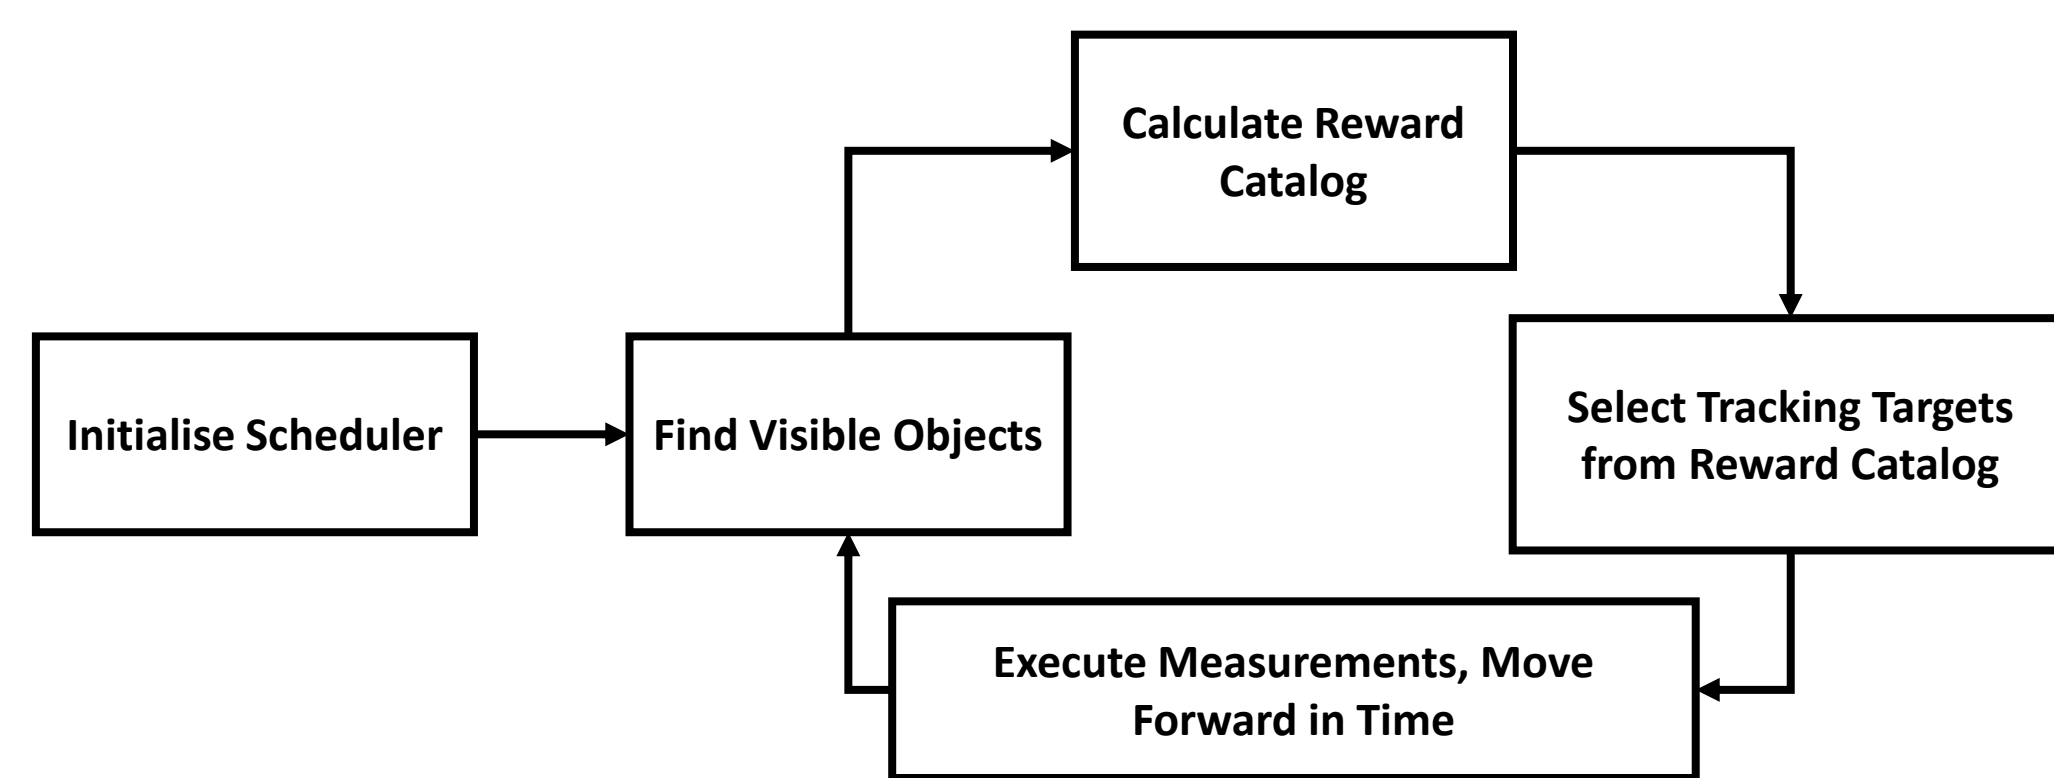 Calculate Reward
Catalog
Initialise Scheduler
Find Visible Objects
Select Tracking Targets
from Reward Catalog
Execute Measurements, Move
Forward in Time